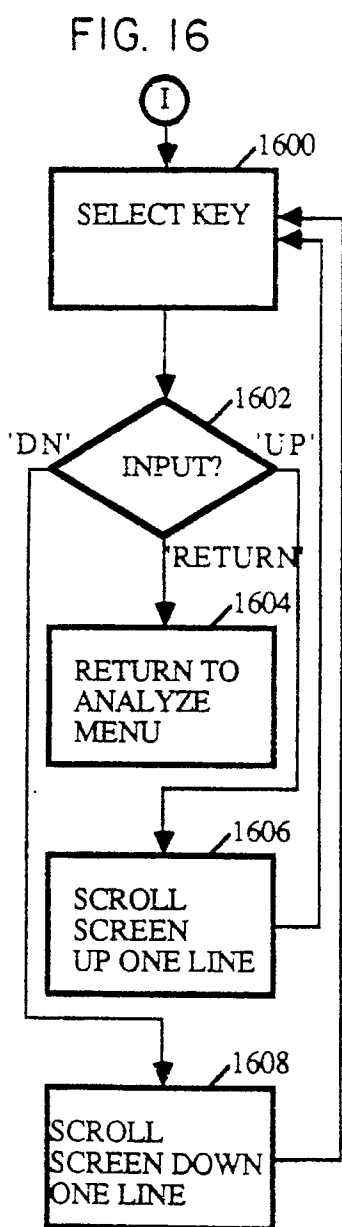 FIG. 16
I
1600
SELECT KEY
1602
'DN'
'UP'
INPUT?
'RETURN'
1604
RETURN TO
ANALYZE
MENU
1606
SCROLL
SCREEN
UP ONE LINE
1608
SCROLL
SCREEN DOWN
ONE LINE